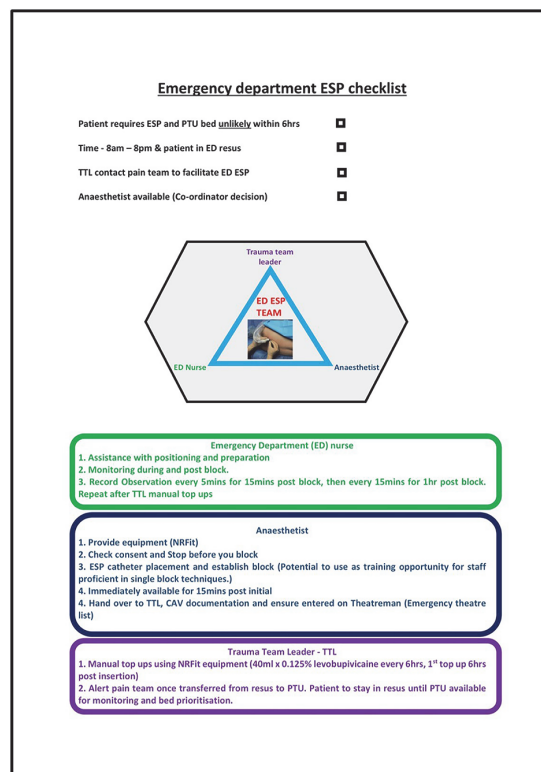 Emergency department ESP checklist
Patient requires ESP and PTU bed unlikely within 6hrs
Time - 8am – 8pm & patient in ED resus
TTL contact pain team to facilitate ED ESP
Anaesthetist available (Co-ordinator decision)
Trauma team
leader
ED ESP
TEAM
ED Nurse
Anaesthetist
Emergency Department (ED) nurse
1. Assistance with positioning and preparation
2. Monitoring during and post block.
3. Record Observation every 5mins for 15mins post block, then every 15mins for 1hr post block.
Repeat after TTL manual top ups
Anaesthetist
1. Provide equipment (NRFit)
2. Check consent and Stop before you block
3. ESP catheter placement and establish block (Potential to use as training opportunity for staff
proficient in single block techniques.)
4. Immediately available for 15mins post initial
4. Hand over to TTL, CAV documentation and ensure entered on Theatreman (Emergency theatre
list)
Trauma Team Leader - TTL
1. Manual top ups using NRFit equipment (40ml x 0.125% levobupivicaine every 6hrs, 1st top up 6hrs
post insertion)
2. Alert pain team once transferred from resus to PTU. Patient to stay in resus until PTU available
for monitoring and bed prioritisation.